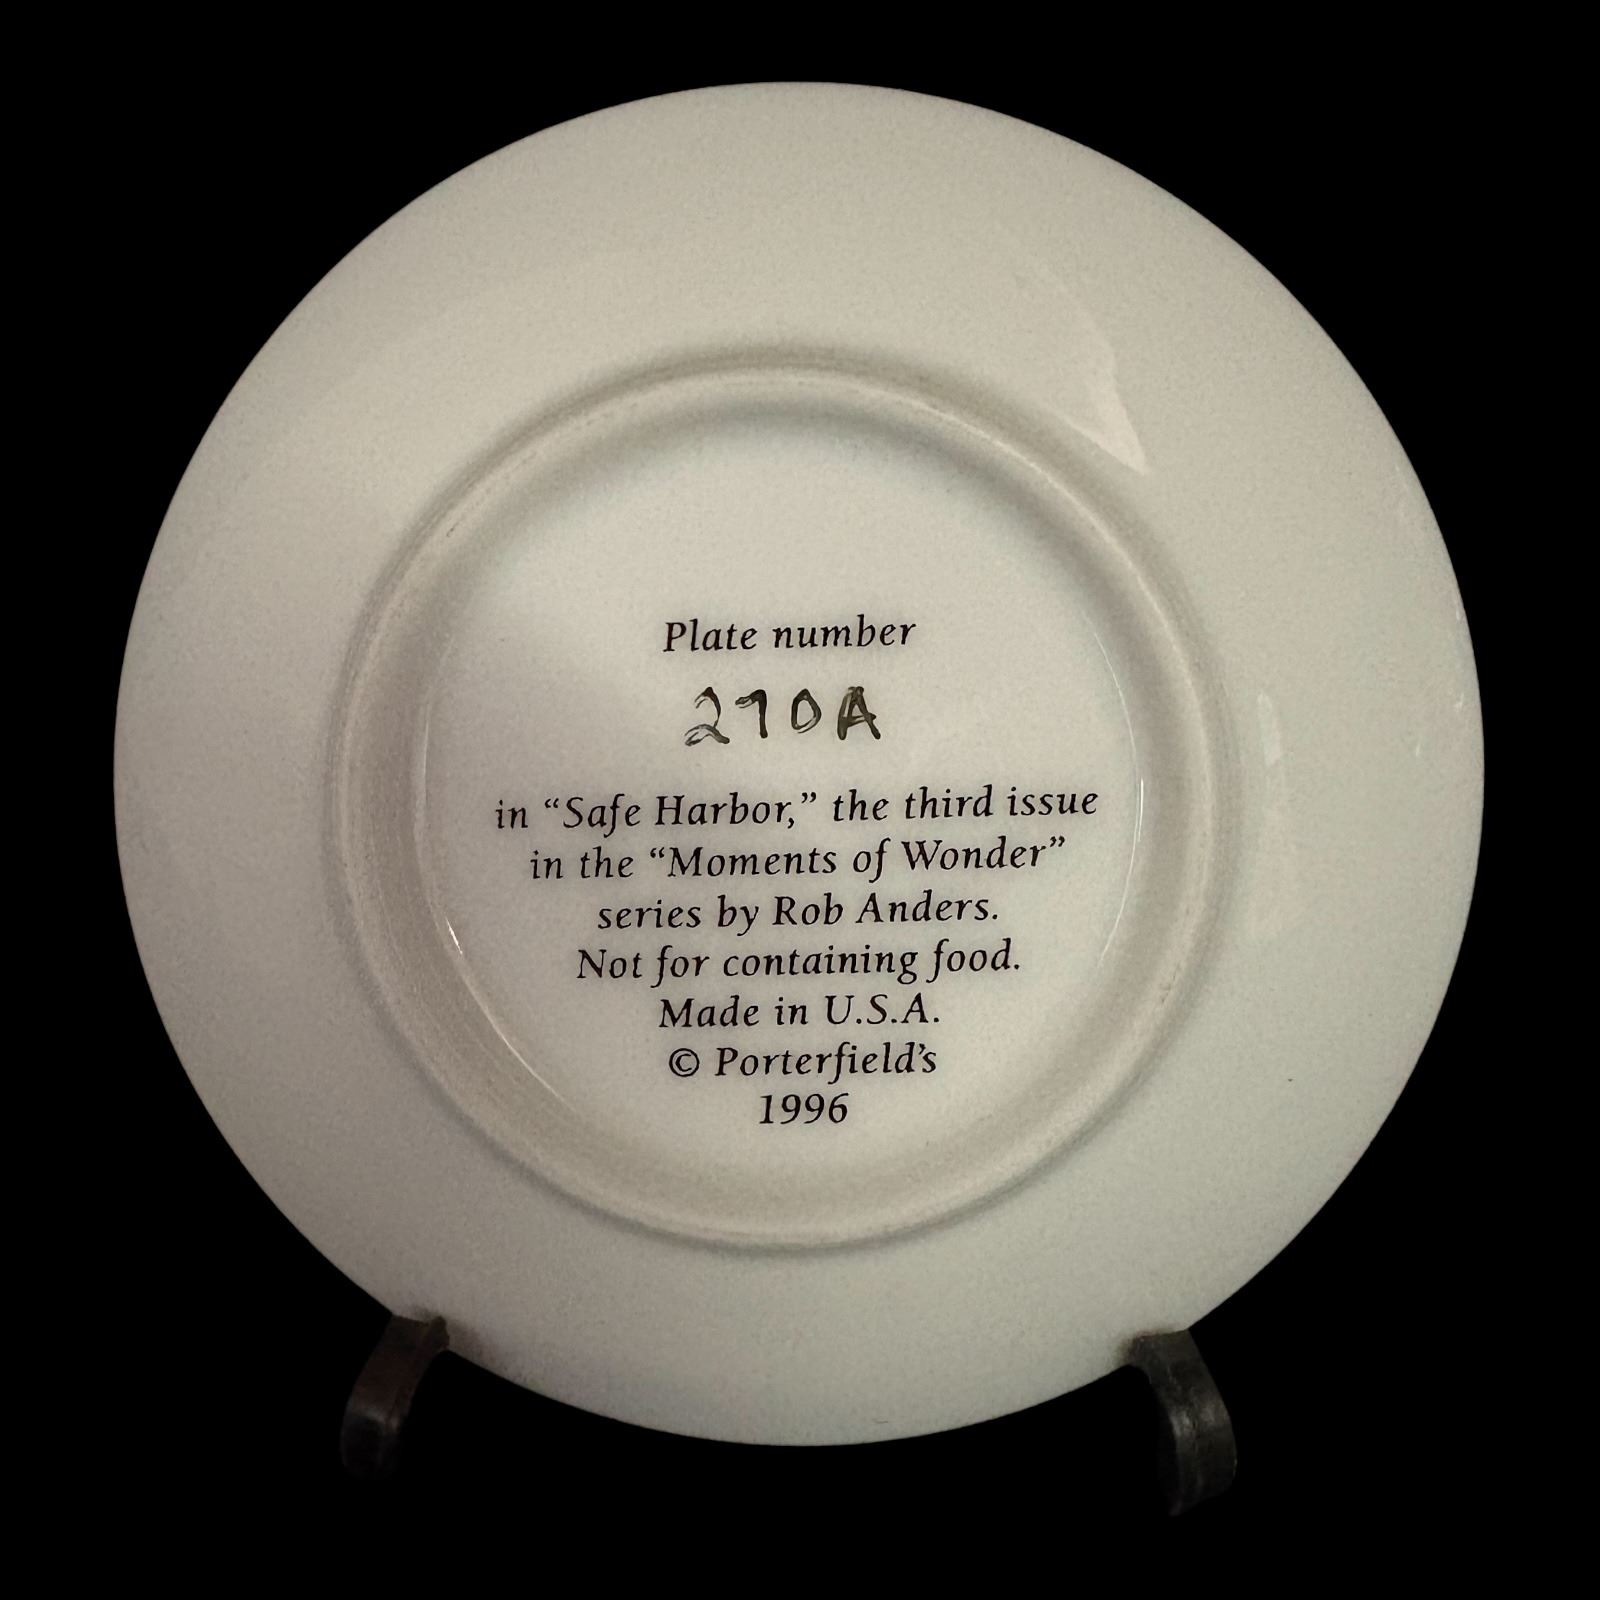 Plate number
270A
in “Safe Harbor,” the third issue
in the “Moments of Wonder”
series by Rob Anders.
Not for containing food.
Made in U.S.A.
© Porterfield’s
1996